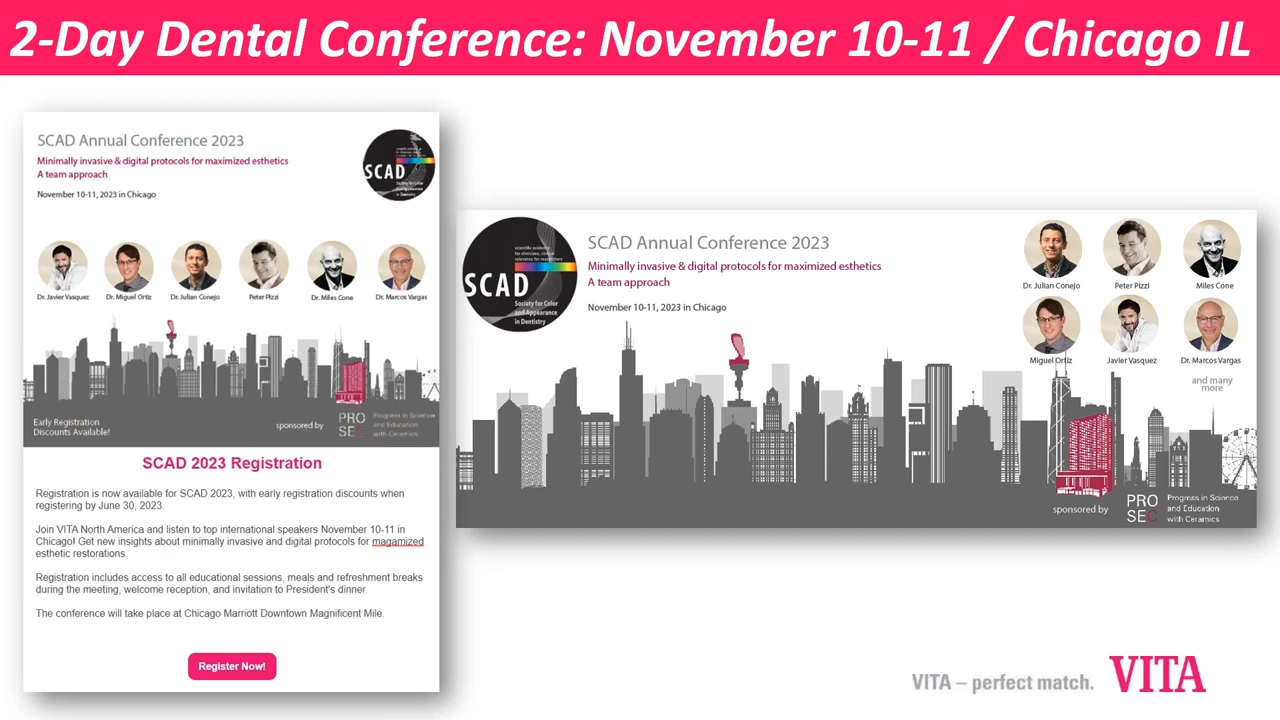 2-Day Dental Conference: November 10-11 / Chicago IL
SCAD Annual Conference 2023
Minimally invasive & digital protocols for maximized esthetics
A team approach
November 10-11, 2023 in Chicago
SCAD
Society for Color
and Appearance
in Dentistry
Dr. Javier Vasquez
Dr. Miguel Ortiz
Dr. Julian Conejo
Peter Pizzi
Dr. Miles Cone
Dr. Marcos Vargas
Early Registration
Discounts Available!
sponsored by
PRO
SEC
Progress in Science
and Education
with Ceramics
SCAD 2023 Registration
Registration is now available for SCAD 2023, with early registration discounts when
registering by June 30, 2023.
Join VITA North America and listen to top international speakers November 10-11 in
Chicago! Get new insights about minimally invasive and digital protocols for magamized
esthetic restorations.
Registration includes access to all educational sessions, meals and refreshment breaks
during the meeting, welcome reception, and invitation to President's dinner.
The conference will take place at Chicago Marriott Downtown Magnificent Mile.
Register Now!
scientific evidence
for clinicians, clinical
relevance for researchers
SCAD
Society for Color
and Appearance
in Dentistry
SCAD Annual Conference 2023
Minimally invasive & digital protocols for maximized esthetics
A team approach
November 10-11, 2023 in Chicago
Dr. Julian Conejo
Peter Pizzi
Miles Cone
Miguel Ortiz
Javier Vasquez
Dr. Marcos Vargas
and many
more
sponsored by
PRO
SEC
Progress in Science
and Education
with Ceramics
VITA – perfect match.
VITA